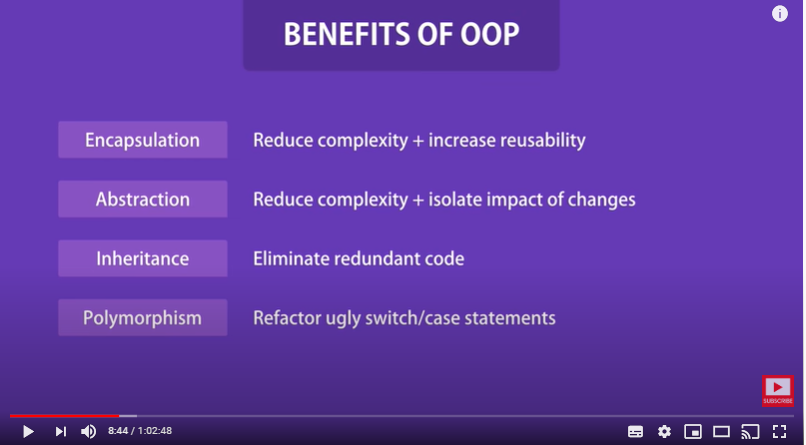 BENEFITS OF OOP
Encapsulation Reduce complexity + increase reusability
Abstraction Reduce complexity + isolate impact of changes
Inheritance Eliminate redundant code
Polymorphism Refactor ugly switch/case statements
SUBSCRIBE
8:44 / 1:02:48